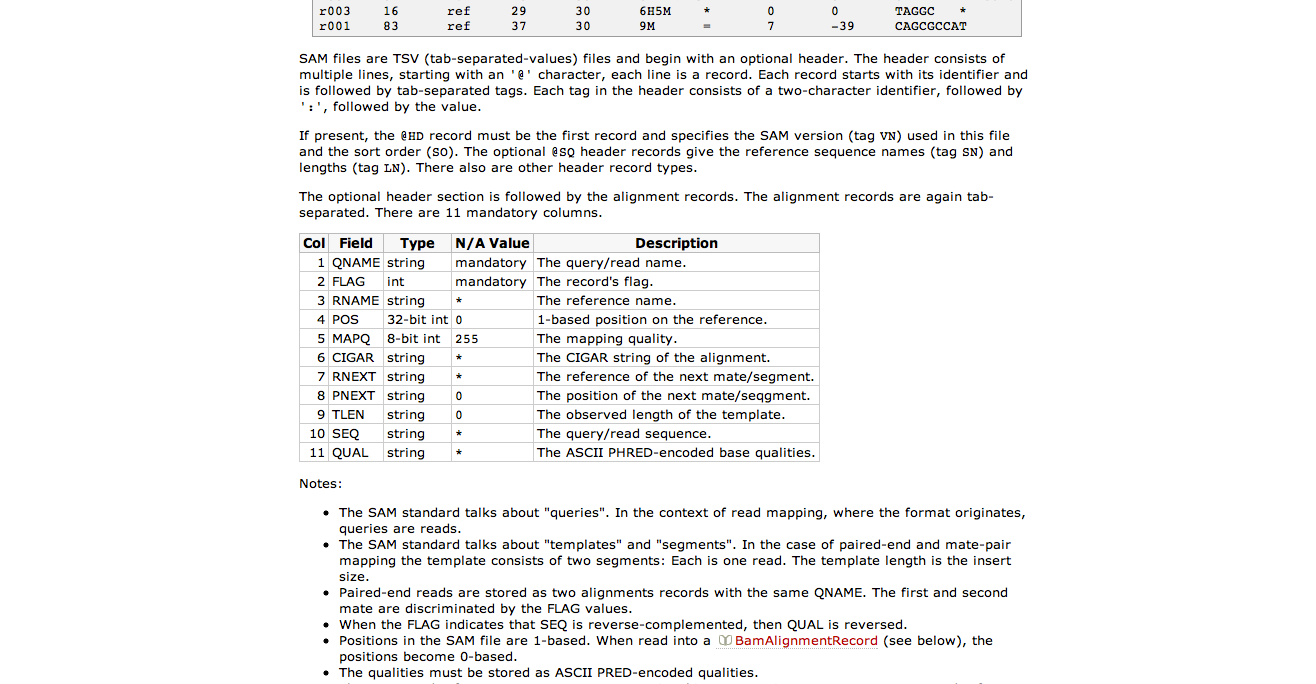 r003 16 ref 29 30 6H5M * 0 0 TAGGC *
r001 83 ref 37 30 9M = 7 -39 CAGCGCCAT
SAM files are TSV (tab-separated-values) files and begin with an optional header. The header consists of
multiple lines, starting with an '@' character, each line is a record. Each record starts with its identifier and
is followed by tab-separated tags. Each tag in the header consists of a two-character identifier, followed by
':', followed by the value.
If present, the @HD record must be the first record and specifies the SAM version (tag VN) used in this file
and the sort order (SO). The optional @SQ header records give the reference sequence names (tag SN) and
lengths (tag LN). There also are other header record types.
The optional header section is followed by the alignment records. The alignment records are again tab-
separated. There are 11 mandatory columns.
Col Field Type N/A Value Description
1 QNAME string mandatory The query/read name.
2 FLAG int mandatory The record's flag.
3 RNAME string * The reference name.
4 POS 32-bit int 0 1-based position on the reference.
5 MAPQ 8-bit int 255 The mapping quality.
6 CIGAR string * The CIGAR string of the alignment.
7 RNEXT string * The reference of the next mate/segment.
8 PNEXT string 0 The position of the next mate/seqgment.
9 TLEN string 0 The observed length of the template.
10 SEQ string * The query/read sequence.
11 QUAL string * The ASCII PHRED-encoded base qualities.
Notes:
• The SAM standard talks about "queries". In the context of read mapping, where the format originates,
queries are reads.
• The SAM standard talks about "templates" and "segments". In the case of paired-end and mate-pair
mapping the template consists of two segments: Each is one read. The template length is the insert
size.
• Paired-end reads are stored as two alignments records with the same QNAME. The first and second
mate are discriminated by the FLAG values.
• When the FLAG indicates that SEQ is reverse-complemented, then QUAL is reversed.
• Positions in the SAM file are 1-based. When read into a BamAlignmentRecord (see below), the
positions become 0-based.
• The qualities must be stored as ASCII PRED-encoded qualities.